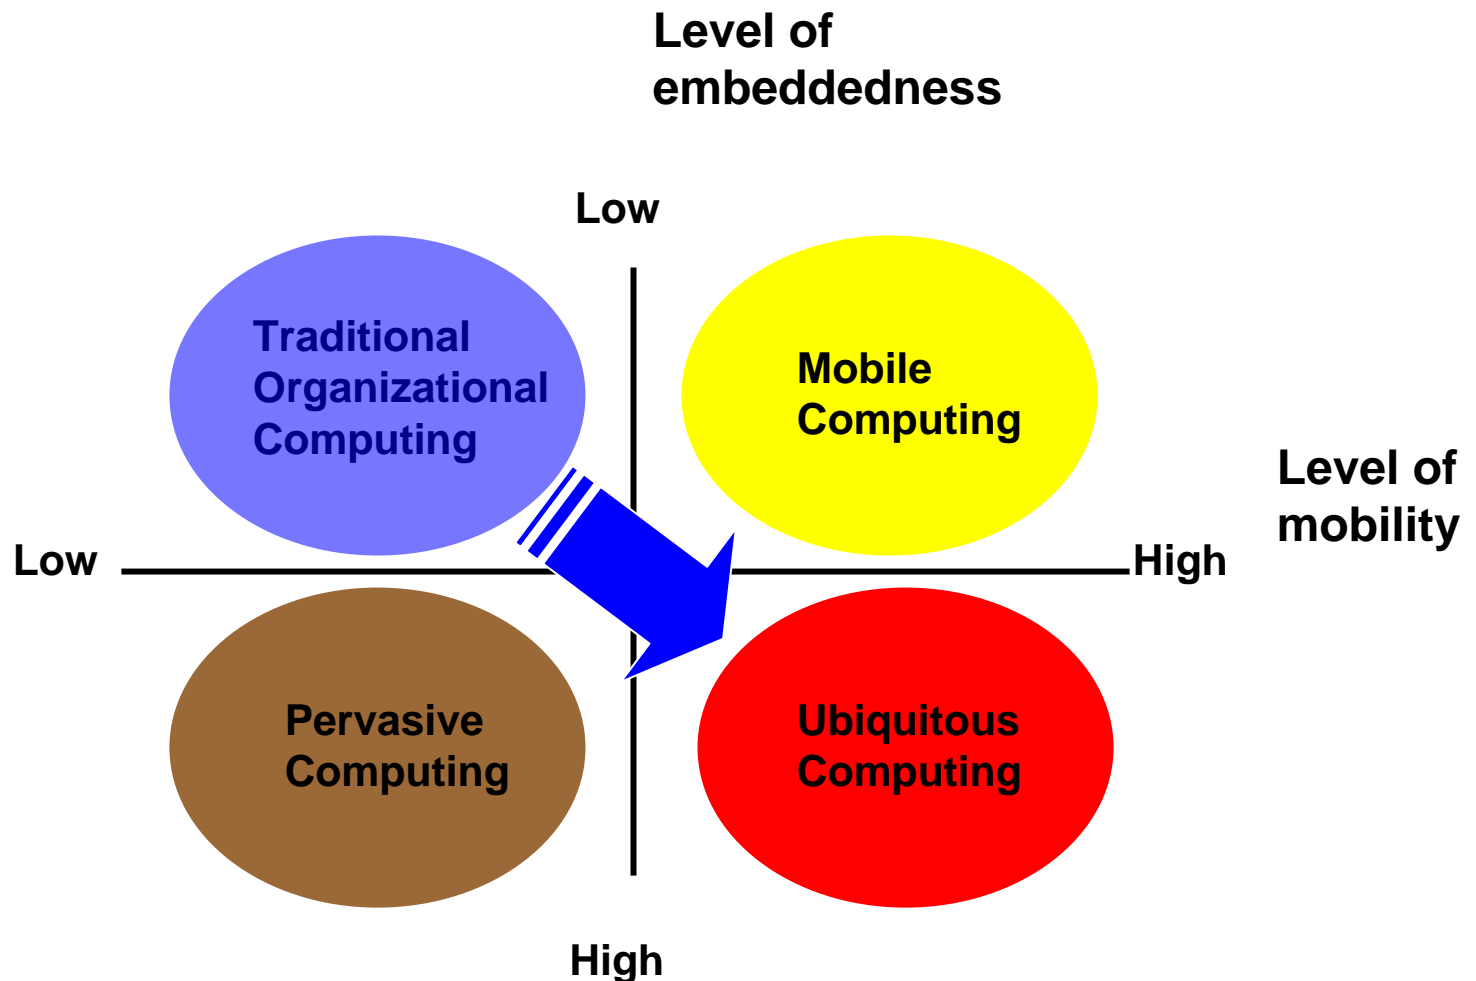 Level of
embeddedness
Low
Traditional
Organizational
Computing
Mobile
Computing
Level of
mobility
Low
High
Pervasive
Computing
Ubiquitous
Computing
High